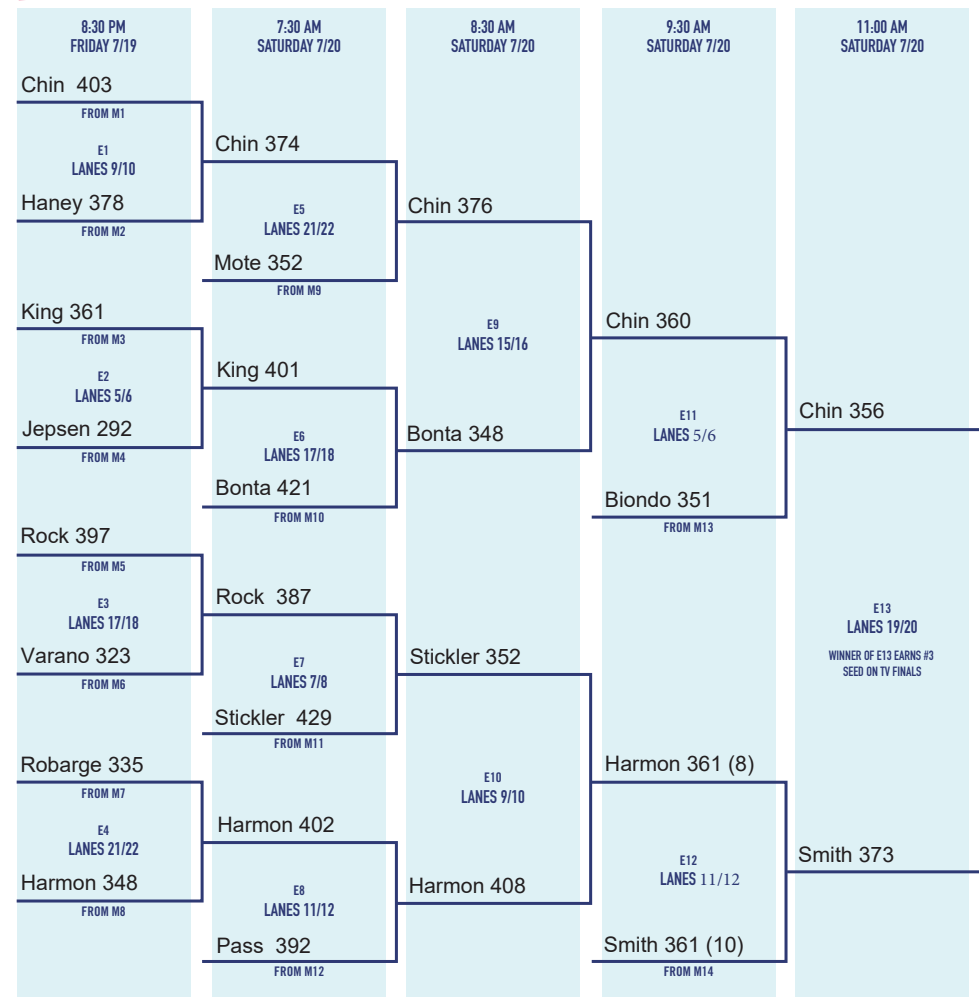 8:30 PM
FRIDAY 7/19
Chin 403
FROM M1
E1
LANES 9/10
Haney 378
FROM M2
King 361
FROM M3
E2
LANES 5/6
Jepsen 292
FROM M4
Rock 397
FROM M5
E3
LANES 17/18
Varano 323
FROM M6
Robarge 335
FROM M7
E4
LANES 21/22
Harmon 348
FROM M8
7:30 AM
SATURDAY 7/20
Chin 374
E5
LANES 21/22
Mote 352
FROM M9
King 401
E6
LANES 17/18
Bonta 421
FROM M10
Rock 387
E7
LANES 7/8
Stickler 429
FROM M11
Harmon 402
E8
LANES 11/12
Pass 392
FROM M12
8:30 AM
SATURDAY 7/20
Chin 376
E9
LANES 15/16
Bonta 348
Stickler 352
E10
LANES 9/10
Harmon 408
9:30 AM
SATURDAY 7/20
Chin 360
E11
LANES 5/6
Biondo 351
FROM M13
Harmon 361 (8)
E12
LANES 11/12
Smith 361 (10)
FROM M14
11:00 AM
SATURDAY 7/20
Chin 356
E13
LANES 19/20
WINNER OF E13 EARNS #3
SEED ON TV FINALS
Smith 373